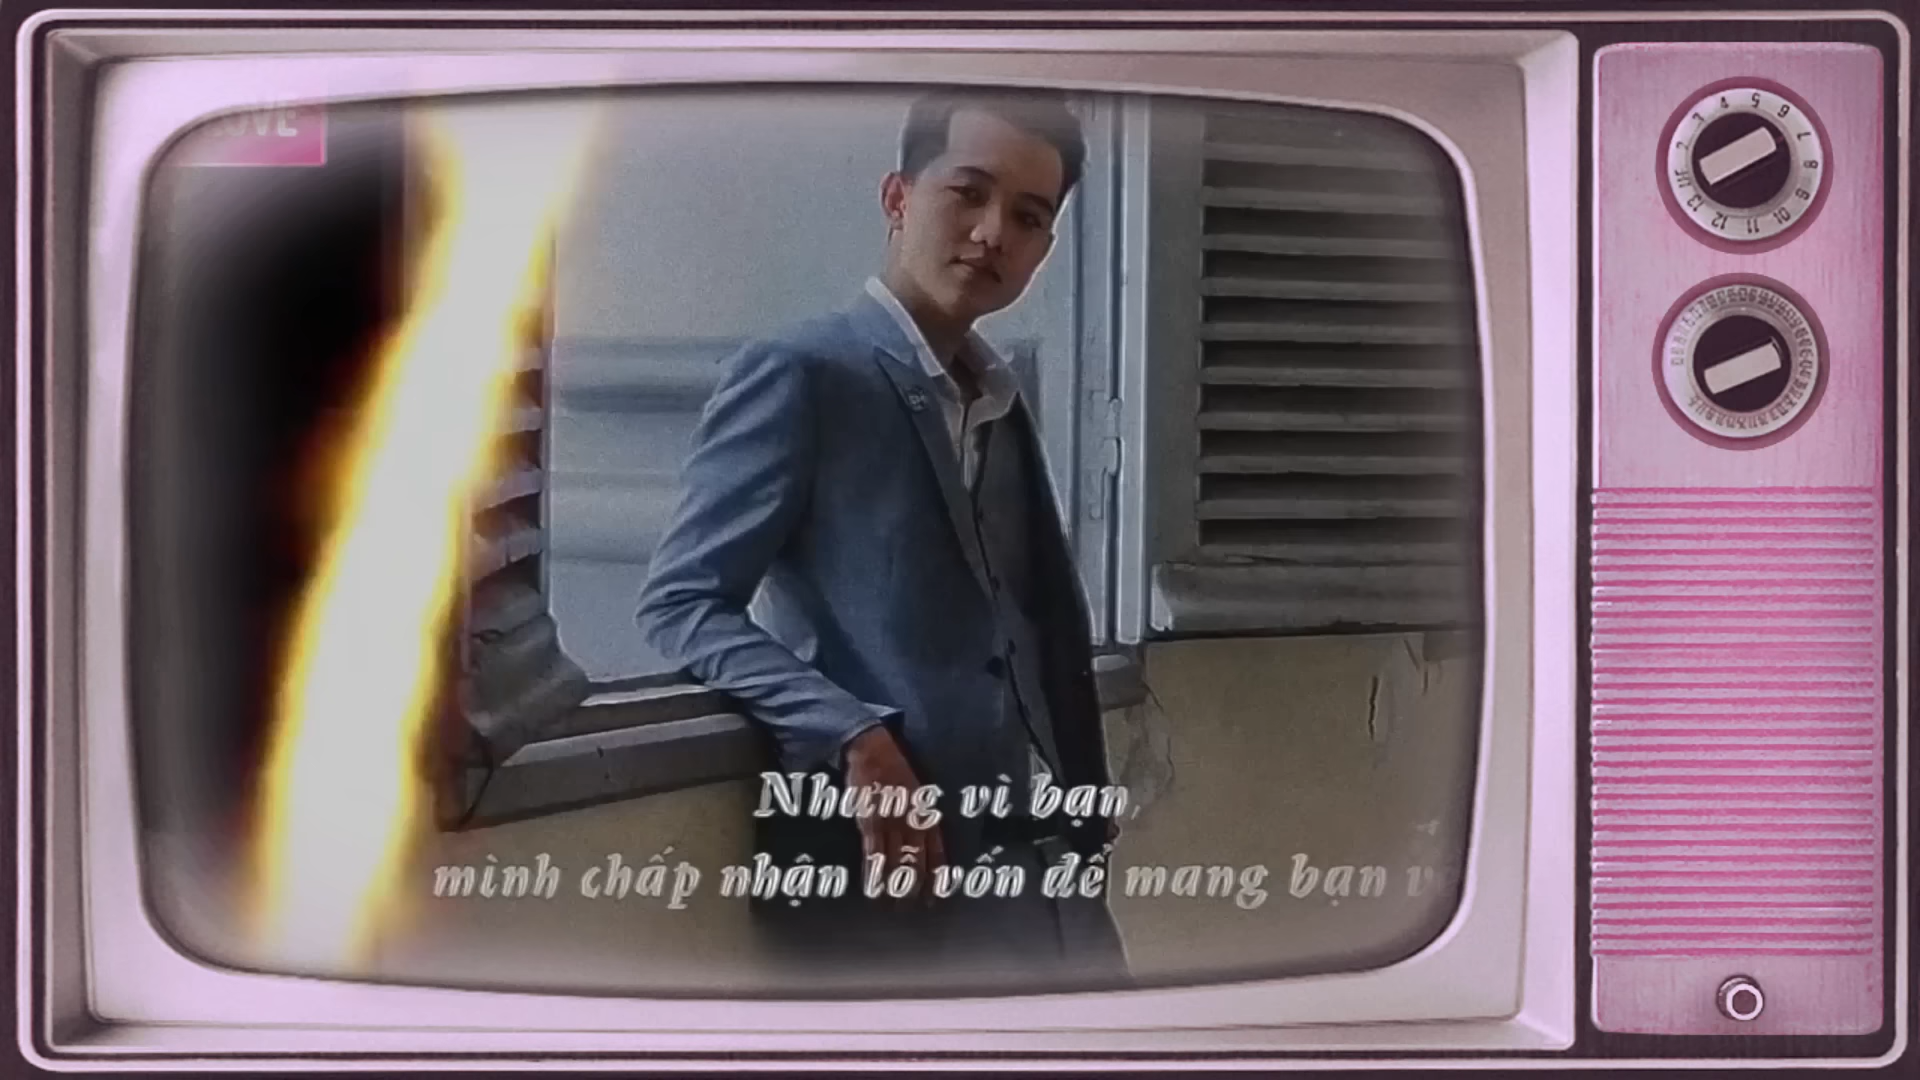 Nhưng vì bạn,
mình chấp nhận lỗ vốn để mang bạn